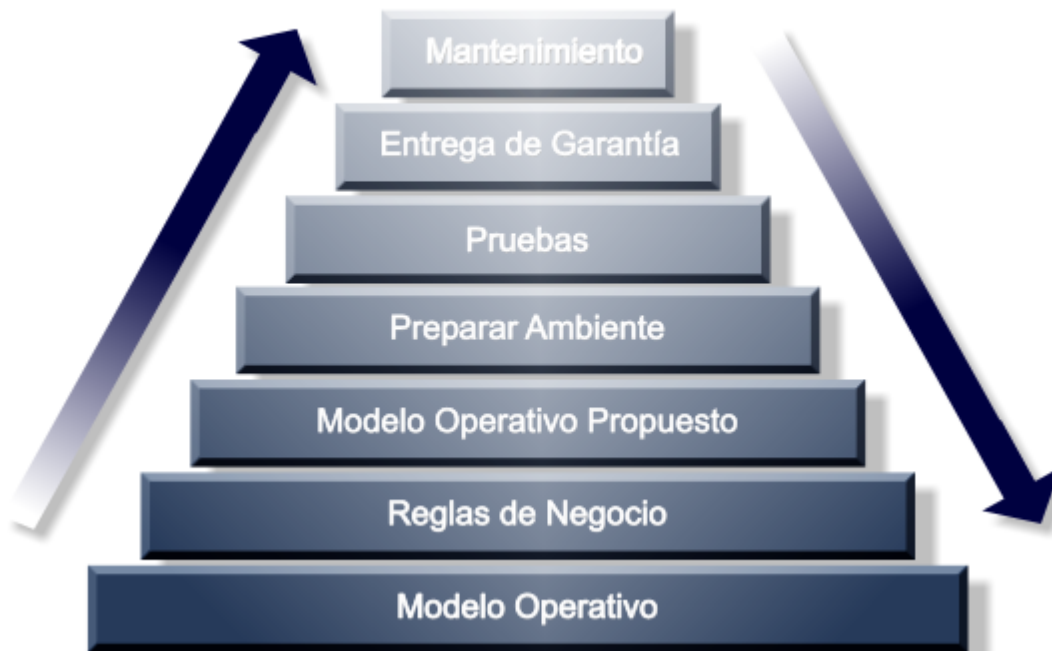 Mantenimiento
Entrega de Garantía
Pruebas
Preparar Ambiente
Modelo Operativo Propuesto
Reglas de Negocio
Modelo Operativo